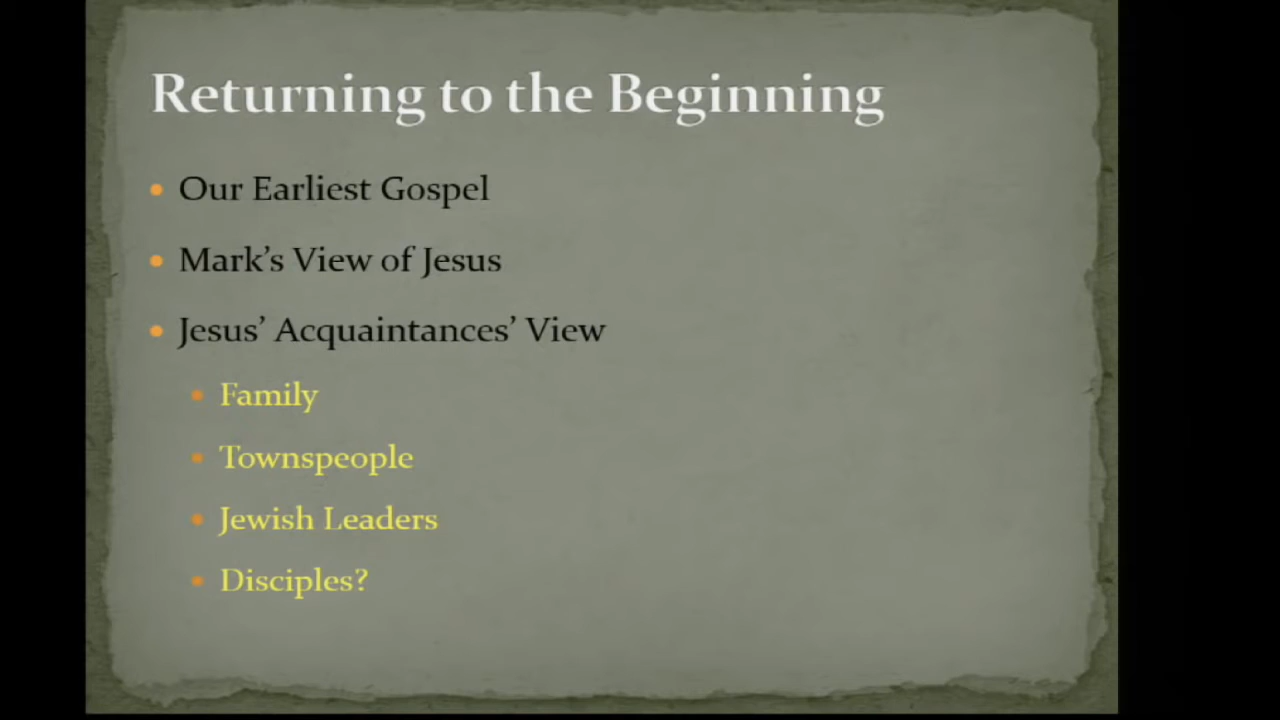 Returning to the Beginning
• Our Earliest Gospel
• Mark’s View of Jesus
• Jesus’ Acquaintances’ View
• Family
• Townspeople
• Jewish Leaders
• Disciples?